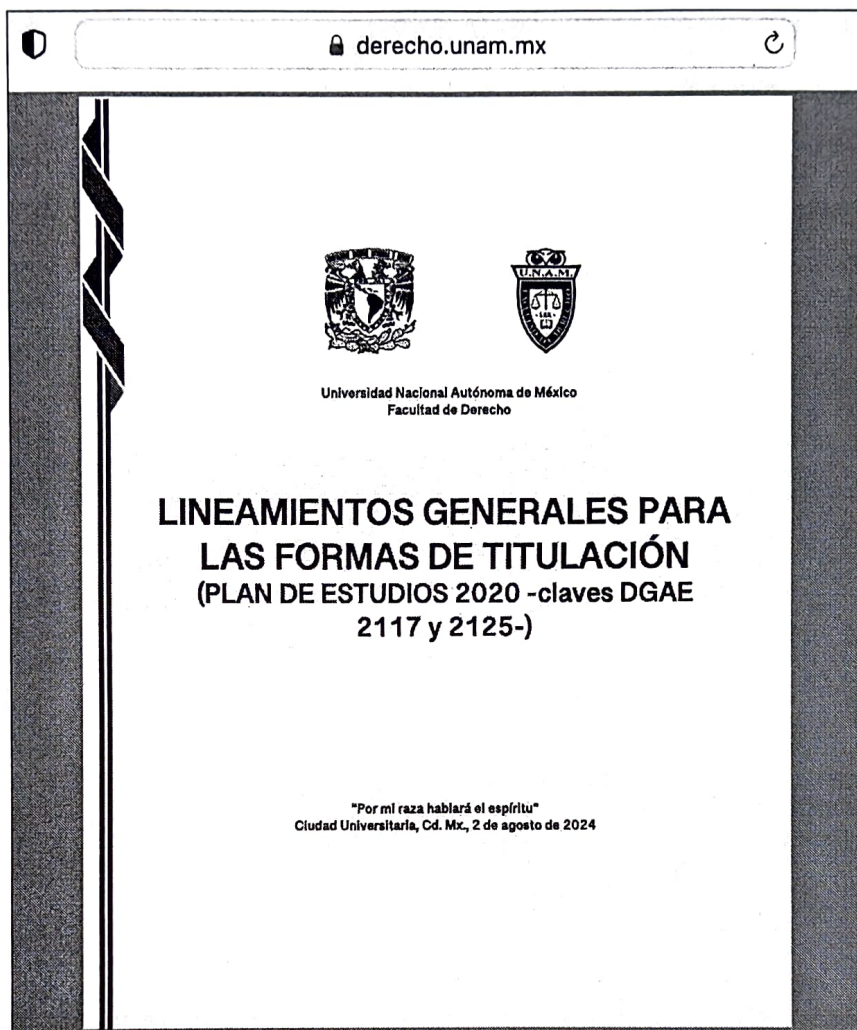 derecho.unam.mx
U.N.A.M.
Universidad Nacional Autónoma de México
Facultad de Derecho
LINEAMIENTOS GENERALES PARA
LAS FORMAS DE TITULACIÓN
(PLAN DE ESTUDIOS 2020 -claves DGAE
2117 y 2125-)
"Por mi raza hablará el espíritu"
Ciudad Universitaria, Cd. Mx., 2 de agosto de 2024